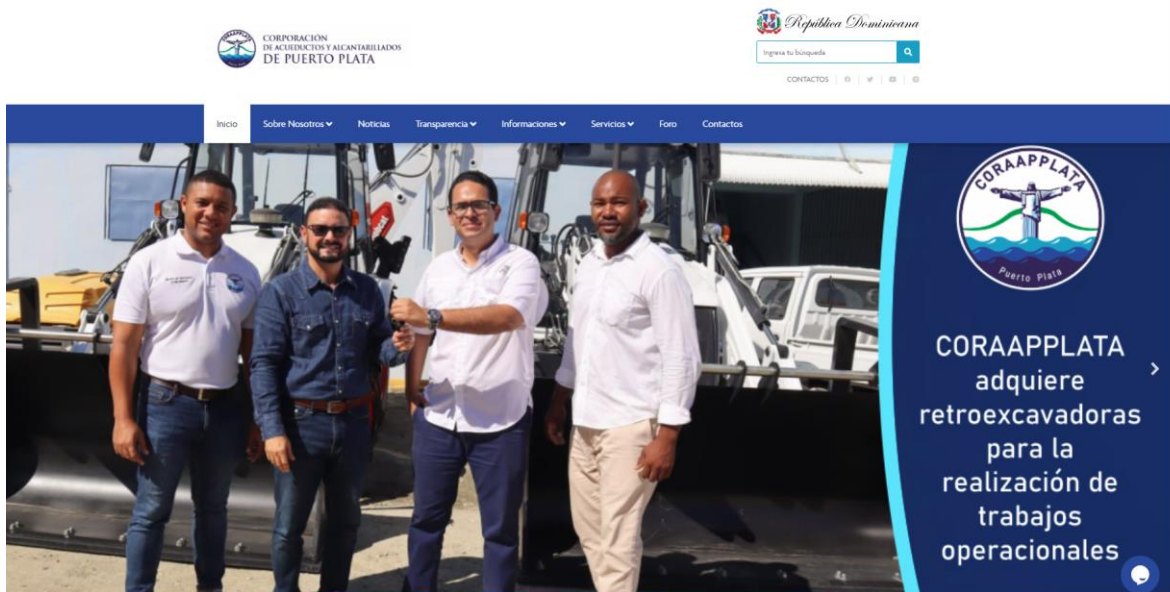 CORAAPPLATA
CORPORACIÓN
DE ACUEDUCTOS Y ALCANTARILLADOS
DE PUERTO PLATA
República Dominicana
Ingresa tu búsqueda
CONTACTOS
Inicio Sobre Nosotros Noticias Transparencia Informaciones Servicios Foro Contactos
CORAAPPLATA
Puerto Plata
CORAAPPLATA
adquiere
retroexcavadoras
para la
realización de
trabajos
operacionales